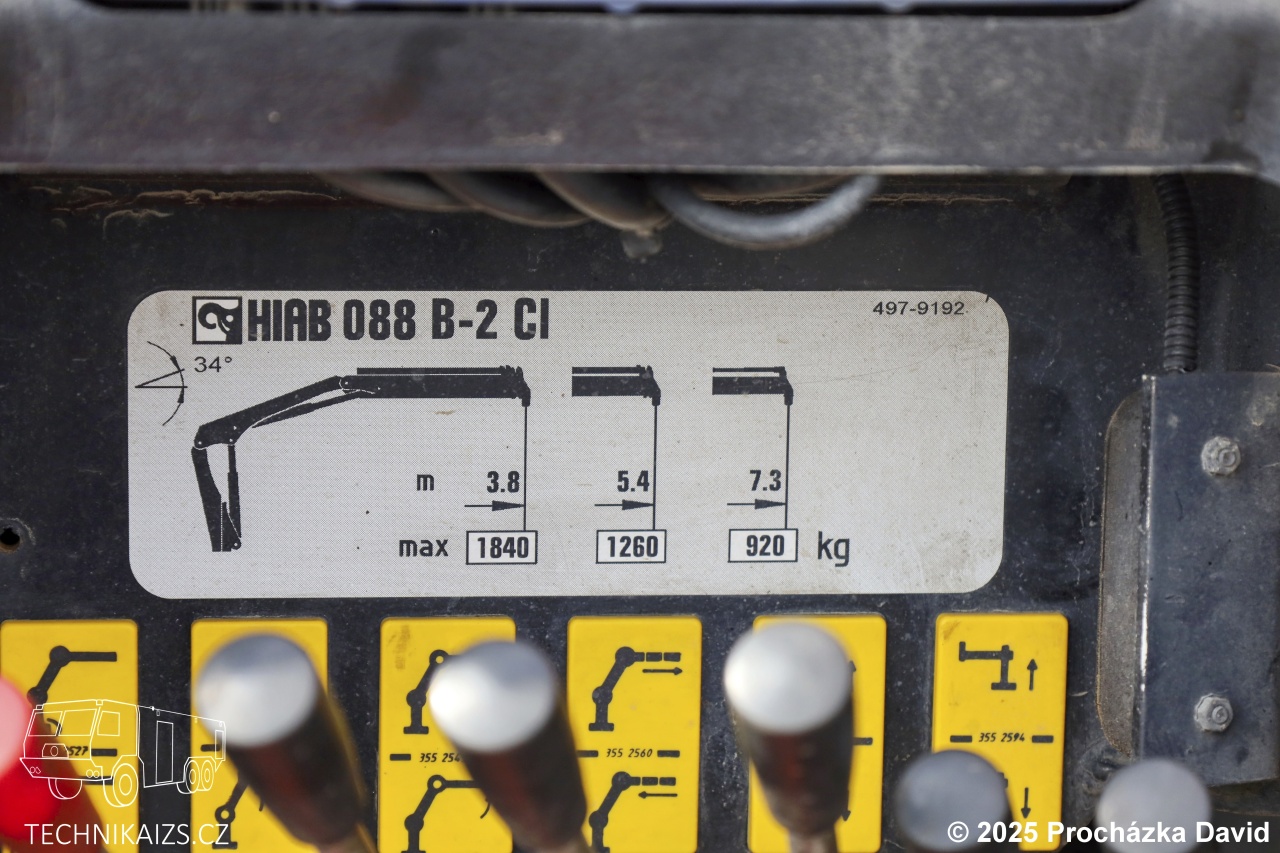 HIAB 088 B-2 CI
497-9192
34°
m 3.8 5.4 7.3
max 1840 1260 920 kg
355 2560
355 2594
TECHNIKAIZS.CZ
© 2025 Procházka David